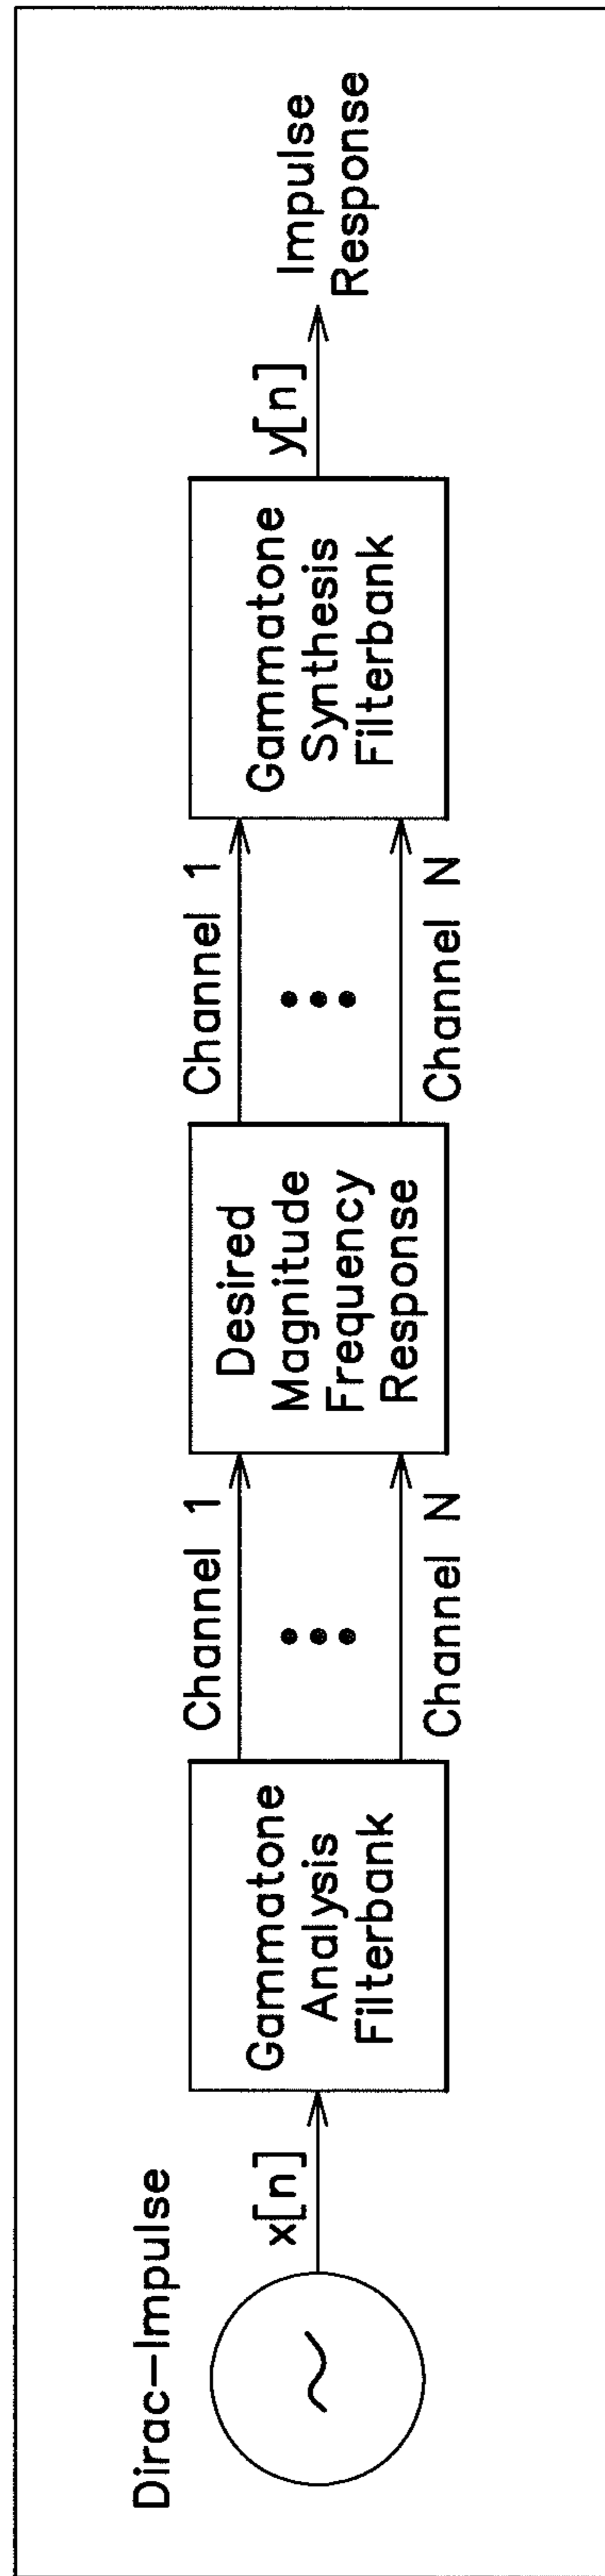 Dirac-Impulse
x[n]
Gammatone
Analysis
Filterbank
Channel 1
Channel N
Desired
Magnitude
Frequency
Response
Channel 1
Channel N
Gammatone
Synthesis
Filterbank
y[n]
Impulse
Response